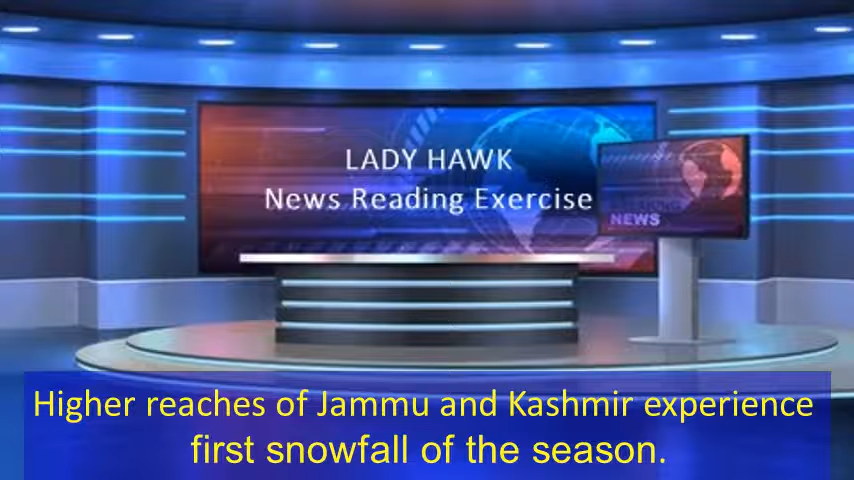 LADY HAWK
News Reading Exercise
NEWS
Higher reaches of Jammu and Kashmir experience
first snowfall of the season.